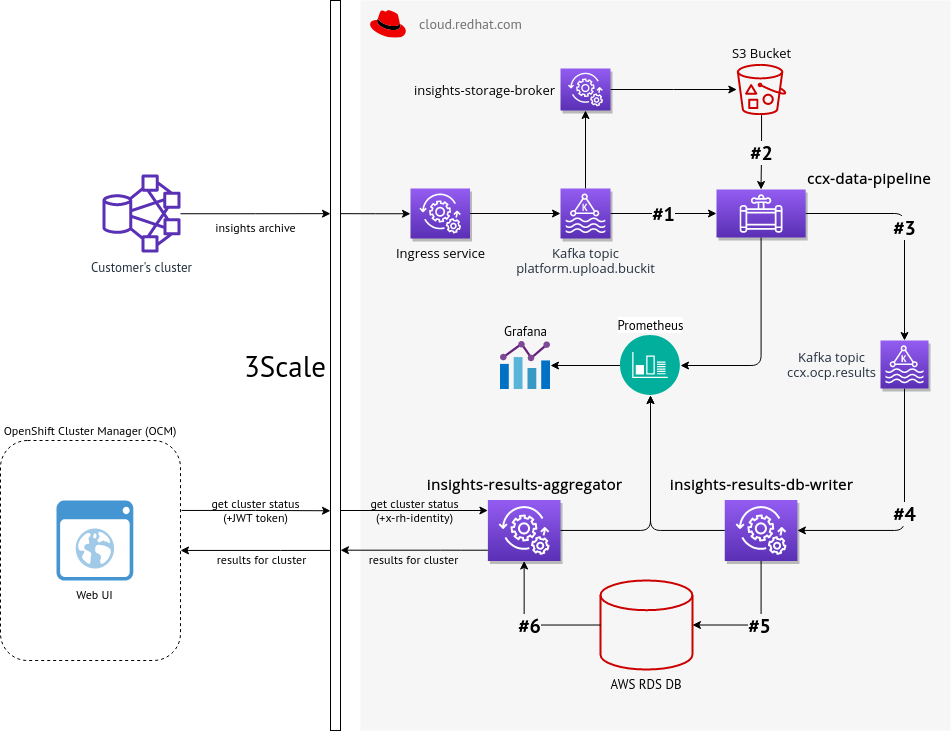 cloud.redhat.com
S3 Bucket
insights-storage-broker
#2
ccx-data-pipeline
#1
#3
insights archive
Customer's cluster
Ingress service
Kafka topic
platform.upload.buckit
Grafana
Prometheus
Kafka topic
ccx.ocp.results
3Scale
OpenShift Cluster Manager (OCM)
insights-results-aggregator
insights-results-db-writer
get cluster status
(+JWT token)
get cluster status
(+x-rh-identity)
#4
results for cluster
results for cluster
Web UI
#6
#5
AWS RDS DB